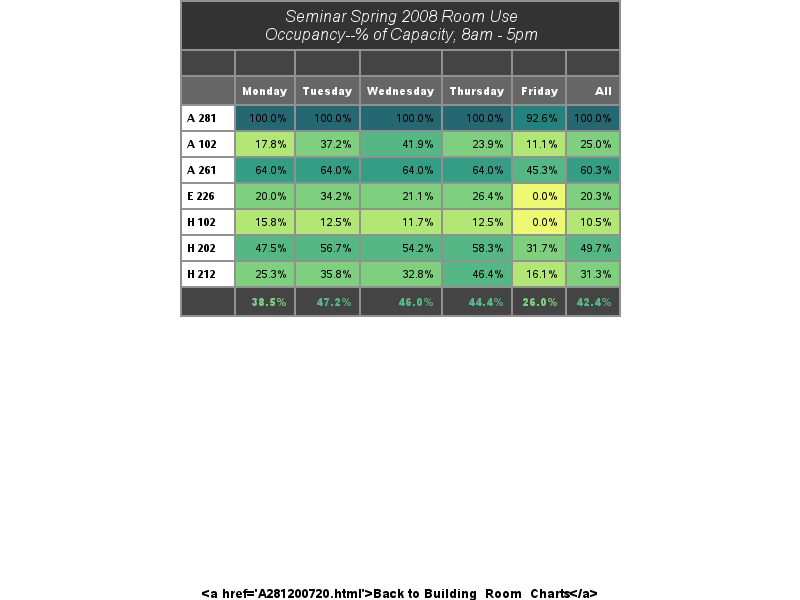 Seminar Spring 2008 Room Use
Occupancy--% of Capacity, 8am - 5pm
Monday Tuesday Wednesday Thursday Friday All
A 281 100.0% 100.0% 100.0% 100.0% 92.6% 100.0%
A 102 17.8% 37.2% 41.9% 23.9% 11.1% 25.0%
A 261 64.0% 64.0% 64.0% 64.0% 45.3% 60.3%
E 226 20.0% 34.2% 21.1% 26.4% 0.0% 20.3%
H 102 15.8% 12.5% 11.7% 12.5% 0.0% 10.5%
H 202 47.5% 56.7% 54.2% 58.3% 31.7% 49.7%
H 212 25.3% 35.8% 32.8% 46.4% 16.1% 31.3%
38.5% 47.2% 46.0% 44.4% 26.0% 42.4%
<a href='A281200720.html'>Back to Building_Room_Charts</a>